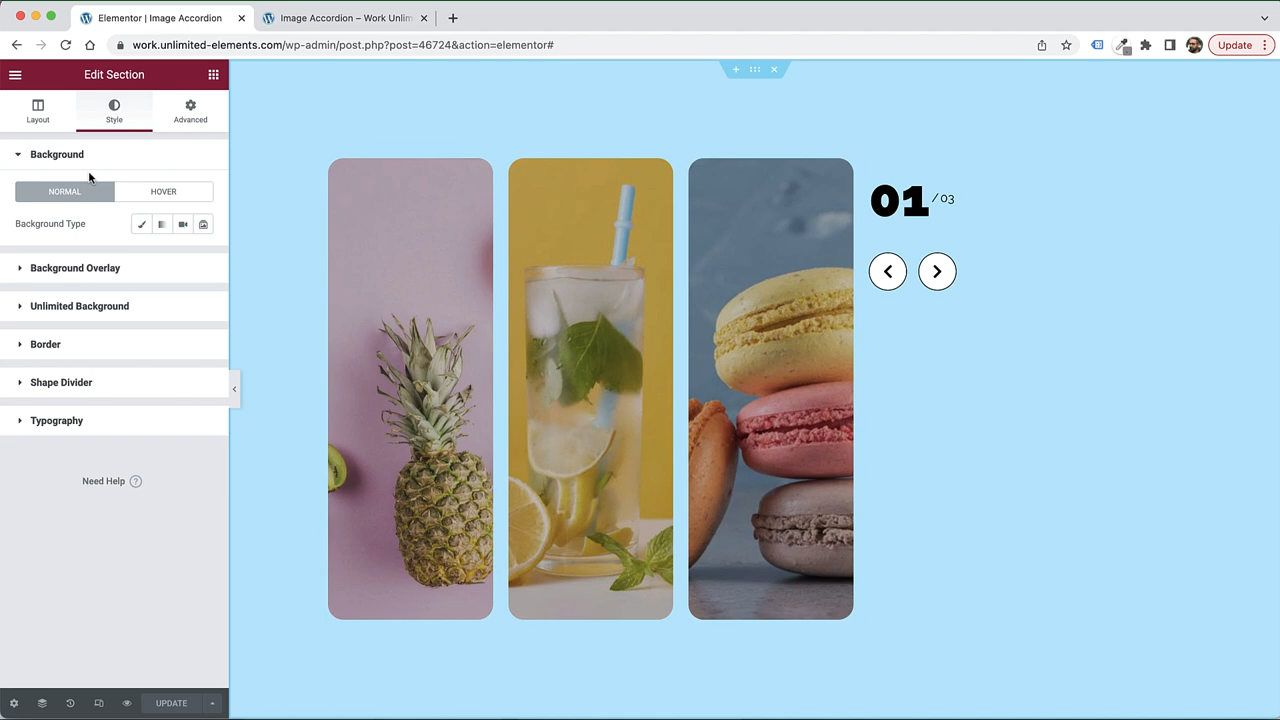 Elementor | Image Accordion
Image Accordion – Work Unlim
work.unlimited-elements.com/wp-admin/post.php?post=46724&action=elementor#
Update
Edit Section
Layout
Style
Advanced
Background
NORMAL
HOVER
Background Type
Background Overlay
Unlimited Background
Border
Shape Divider
Typography
Need Help ?
UPDATE
01 / 03